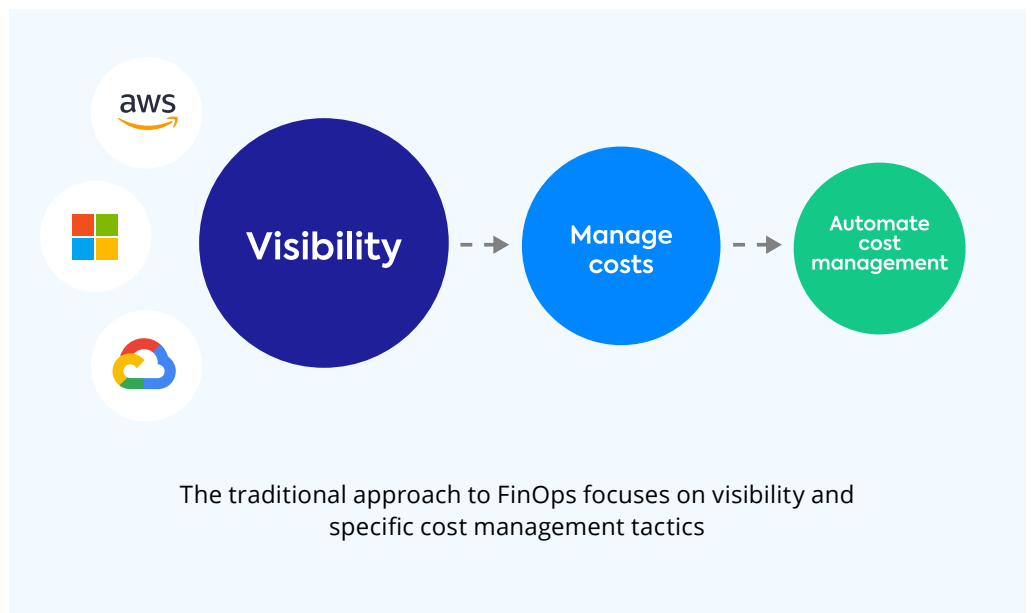 aws
Visibility
Manage
costs
Automate
cost
management
The traditional approach to FinOps focuses on visibility and
specific cost management tactics